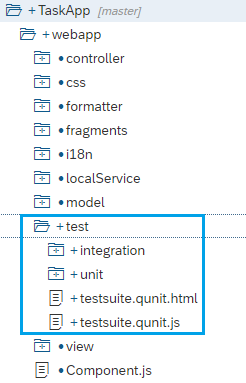 + TaskApp [master]
+ webapp
• controller
• css
• formatter
• fragments
• i18n
• localService
• model
+ test
+ integration
+ unit
+ testsuite.qunit.html
+ testsuite.qunit.js
• view
• Component.js